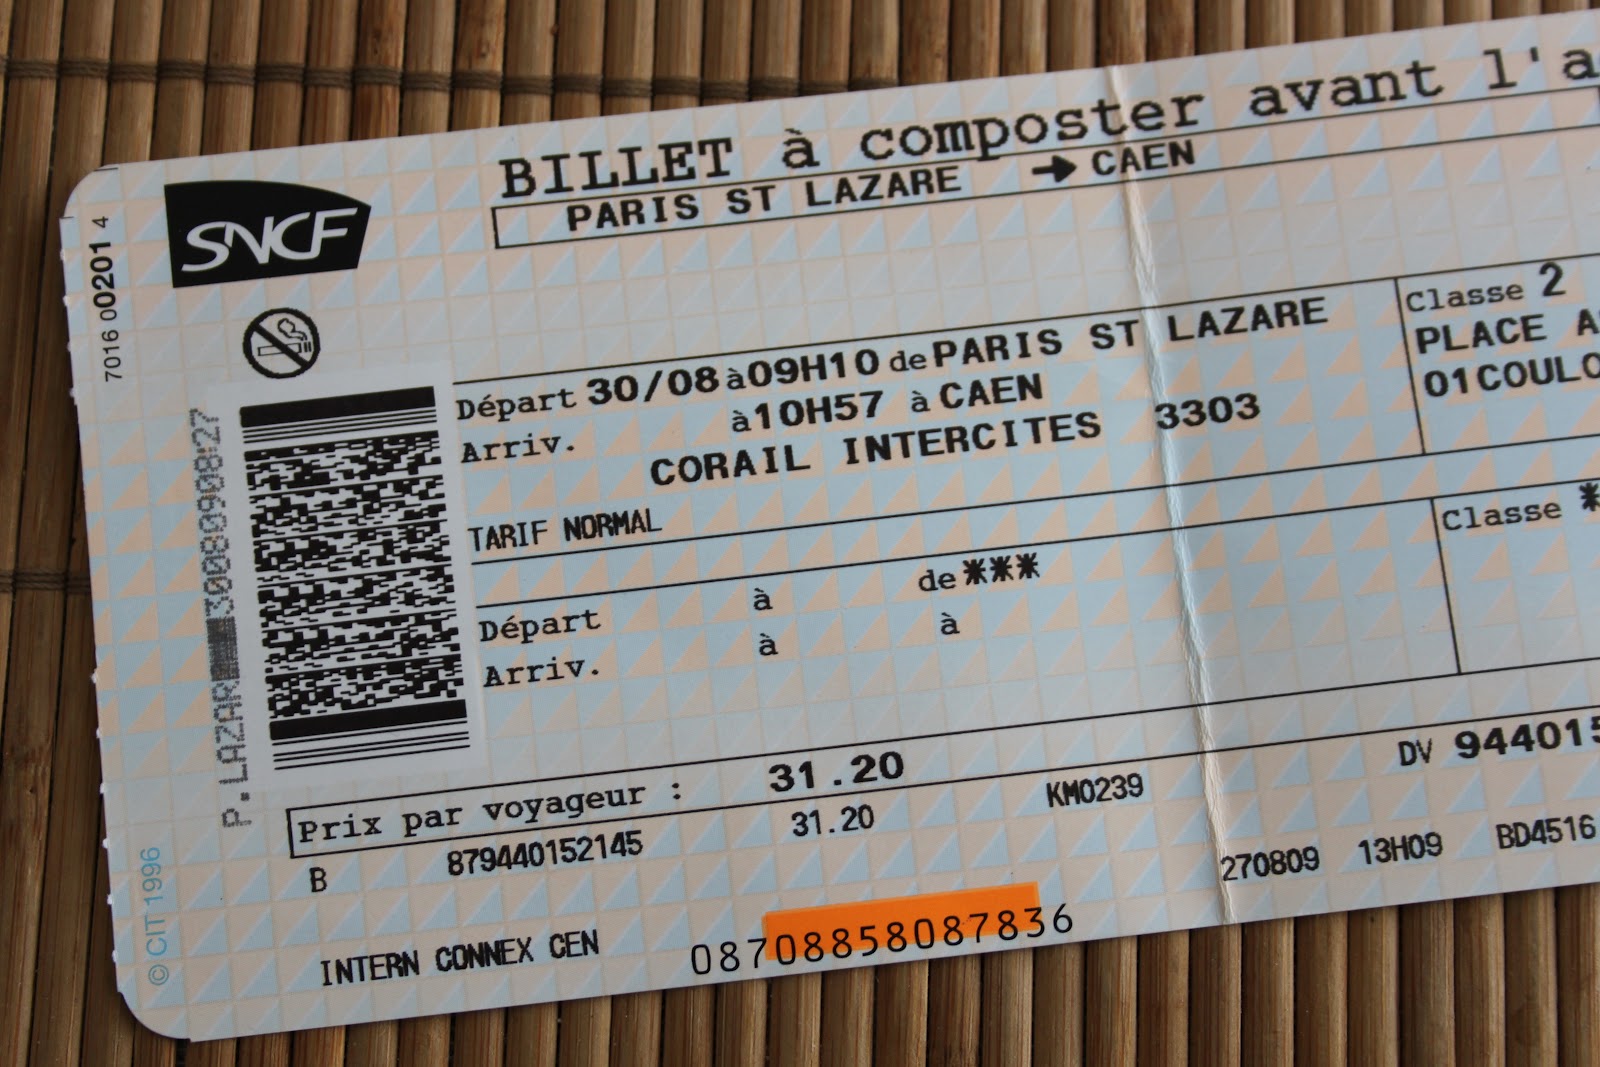 BILLET à composter avant l'a
PARIS ST LAZARE → CAEN
SNCF
7016 00201 4
Départ 30/08 à09H10 de PARIS ST LAZARE
Arriv. à10H57 à CAEN
CORAIL INTERCITES 3303
Classe 2
PLACE A
01COULO
TARIF NORMAL
Départ à de ***
Arriv. à à
Classe *
P.LAZAR
Prix par voyageur : 31.20
B 879440152145 31.20 KM0239
DV 944015
270809 13H09 BD4516
INTERN CONNEX CEN 08708858087836
© CIT 1996